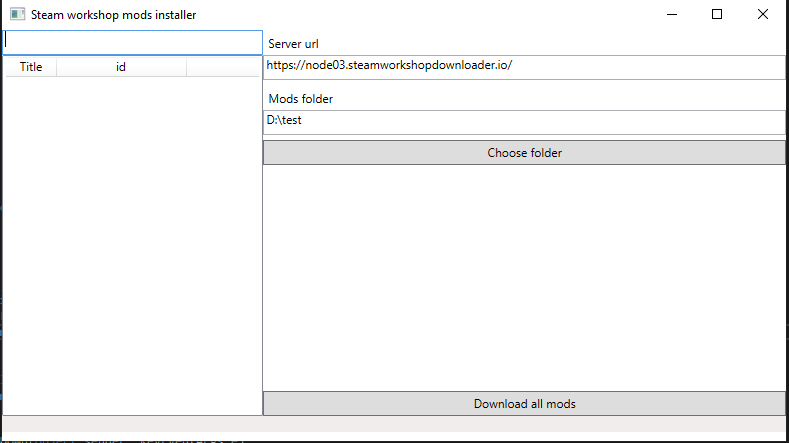 Steam workshop mods installer
Server url
Title id
https://node03.steamworkshopdownloader.io/
Mods folder
D:\test
Choose folder
Download all mods